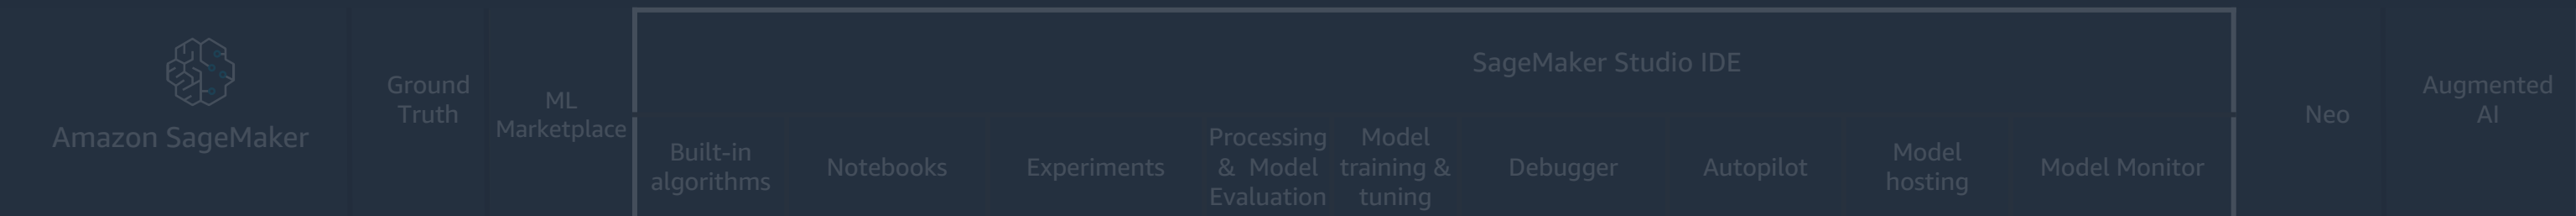 Amazon SageMaker
Ground
Truth
ML
Marketplace
SageMaker Studio IDE
Built-in
algorithms
Notebooks
Experiments
Processing
& Model
Evaluation
Model
training &
tuning
Debugger
Autopilot
Model
hosting
Model Monitor
Neo
Augmented
AI